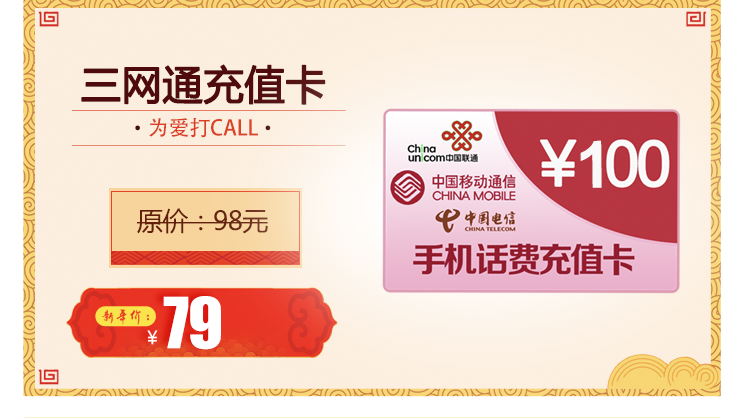 三网通充值卡
·为爱打CALL·
原价：98元
新年价：
¥79
China
unicom中国联通
中国移动通信
CHINA MOBILE
中国电信
CHINA TELECOM
¥100
手机话费充值卡